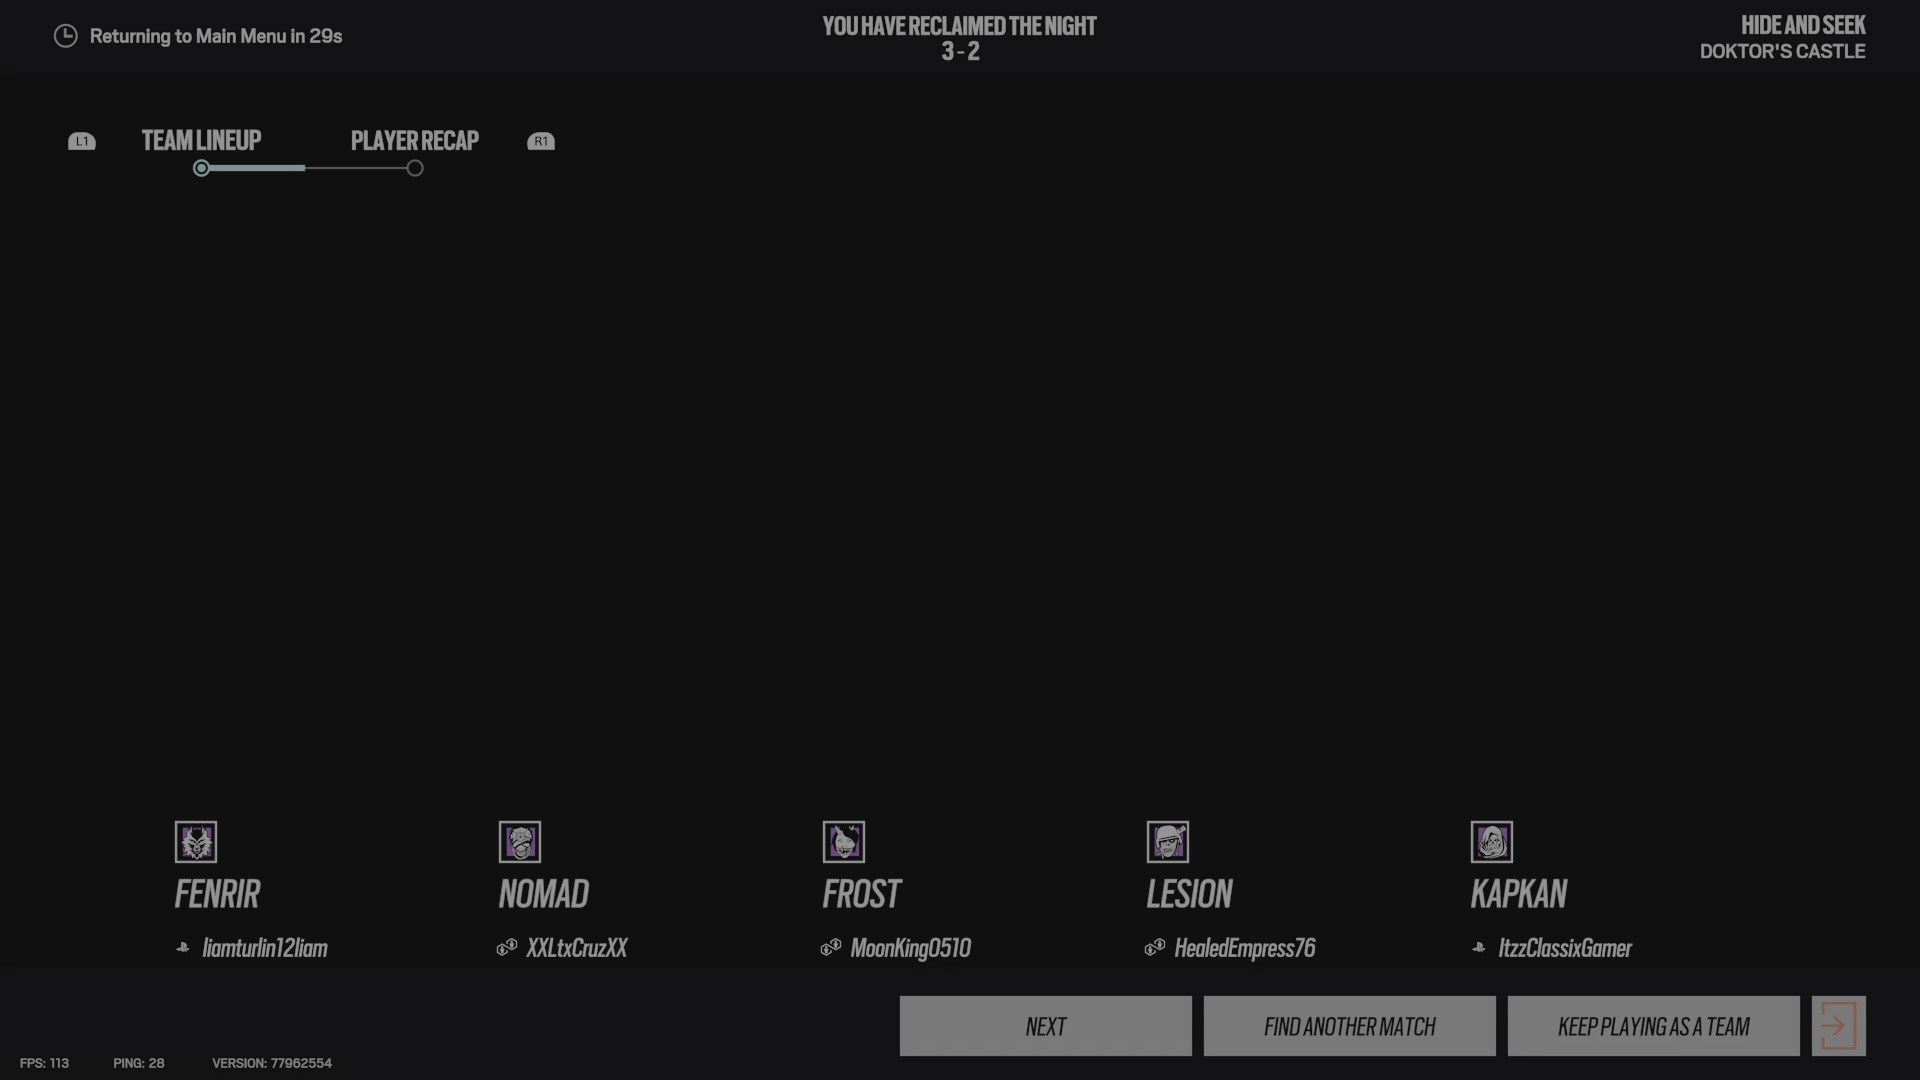 Returning to Main Menu in 29s
YOU HAVE RECLAIMED THE NIGHT
3 - 2
HIDE AND SEEK
DOKTOR'S CASTLE
L1 TEAM LINEUP PLAYER RECAP R1
FENRIR NOMAD FROST LESION KAPKAN
liamturlin12liam XXLtxCruzXX MoonKing0510 HealedEmpress76 ItzzClassixGamer
NEXT FIND ANOTHER MATCH KEEP PLAYING AS A TEAM
FPS: 113 PING: 28 VERSION: 77962554